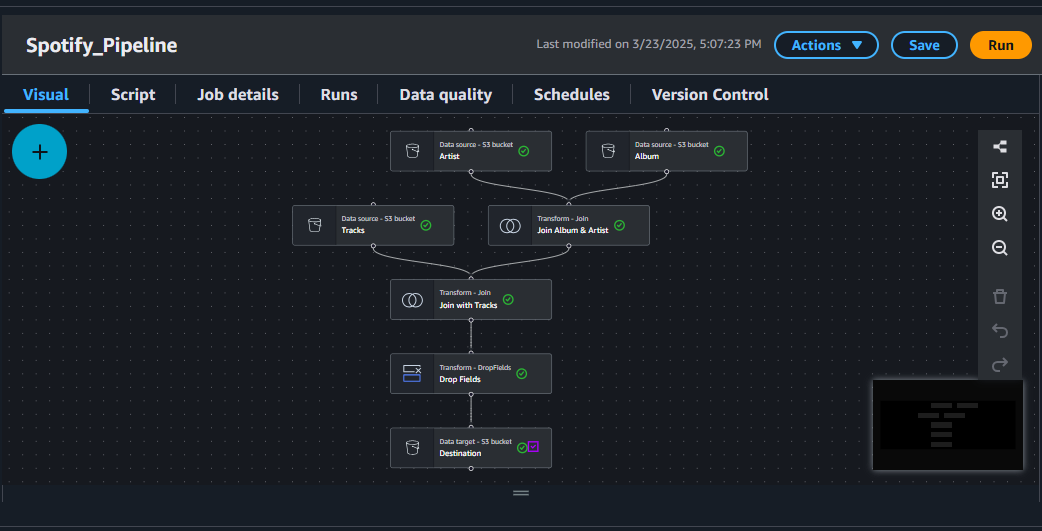 Spotify_Pipeline
Last modified on 3/23/2025, 5:07:23 PM
Actions
Save
Run
Visual
Script
Job details
Runs
Data quality
Schedules
Version Control
Data source - S3 bucket
Artist
Data source - S3 bucket
Album
Data source - S3 bucket
Tracks
Transform - Join
Join Album & Artist
Transform - Join
Join with Tracks
Transform - DropFields
Drop Fields
Data target - S3 bucket
Destination